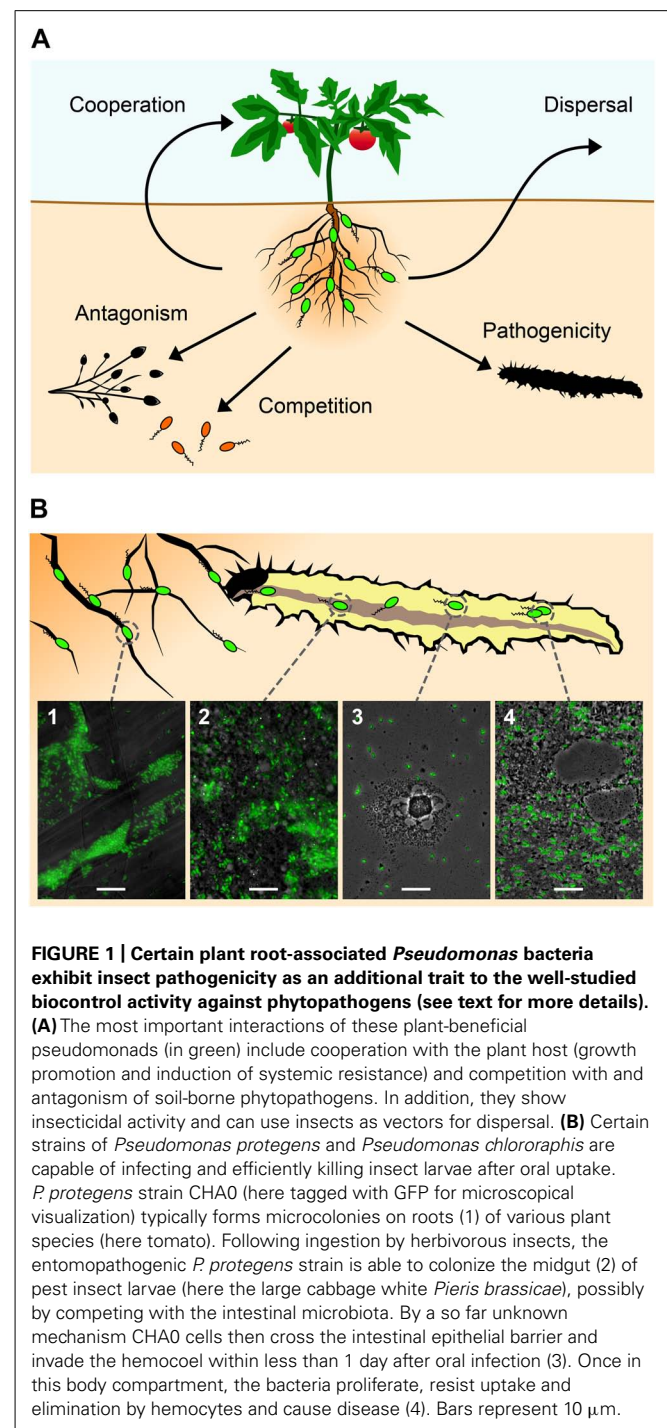 A
Cooperation
Dispersal
Antagonism
Pathogenicity
Competition
B
1
2
3
4
FIGURE 1 | Certain plant root-associated Pseudomonas bacteria
exhibit insect pathogenicity as an additional trait to the well-studied
biocontrol activity against phytopathogens (see text for more details).
(A) The most important interactions of these plant-beneficial
pseudomonads (in green) include cooperation with the plant host (growth
promotion and induction of systemic resistance) and competition with and
antagonism of soil-borne phytopathogens. In addition, they show
insecticidal activity and can use insects as vectors for dispersal. (B) Certain
strains of Pseudomonas protegens and Pseudomonas chlororaphis are
capable of infecting and efficiently killing insect larvae after oral uptake.
P. protegens strain CHA0 (here tagged with GFP for microscopical
visualization) typically forms microcolonies on roots (1) of various plant
species (here tomato). Following ingestion by herbivorous insects, the
entomopathogenic P. protegens strain is able to colonize the midgut (2) of
pest insect larvae (here the large cabbage white Pieris brassicae), possibly
by competing with the intestinal microbiota. By a so far unknown
mechanism CHA0 cells then cross the intestinal epithelial barrier and
invade the hemocoel within less than 1 day after oral infection (3). Once in
this body compartment, the bacteria proliferate, resist uptake and
elimination by hemocytes and cause disease (4). Bars represent 10 μm.